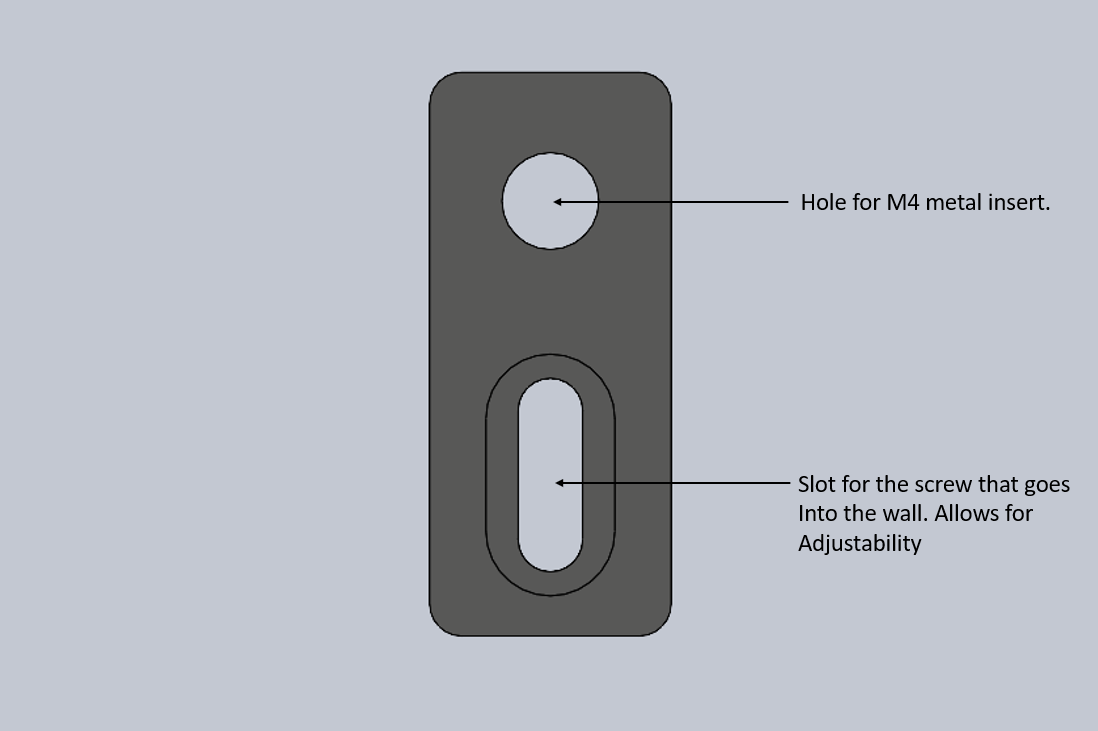 Hole for M4 metal insert.
Slot for the screw that goes
Into the wall. Allows for
Adjustability